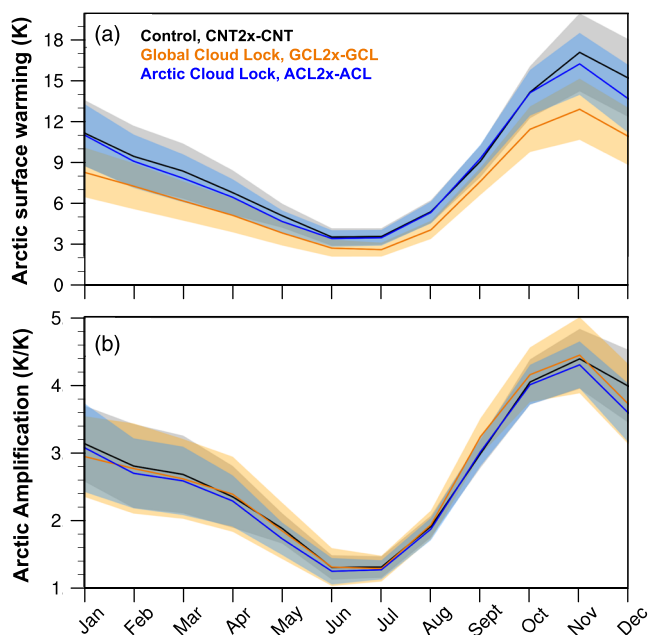 (a)
Control, CNT2x-CNT
Global Cloud Lock, GCL2x-GCL
Arctic Cloud Lock, ACL2x-ACL
Arctic surface warming (K)
18
15
12
9
6
3
0
(b)
Arctic Amplification (K/K)
5
4
3
2
1
Jan Feb Mar Apr May Jun Jul Aug Sept Oct Nov Dec